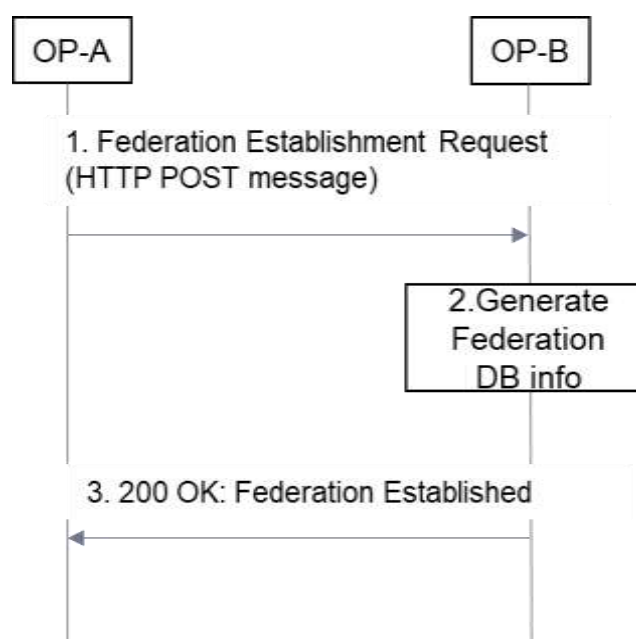 OP-A
OP-B
1. Federation Establishment Request
(HTTP POST message)
2.Generate
Federation
DB info
3. 200 OK: Federation Established